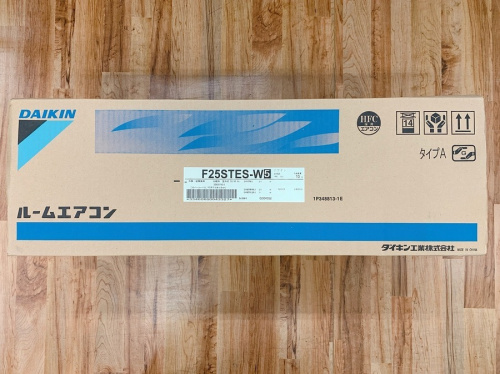 DAIKIN
HFC
エアコン
14
タイプA
F25STES-W5
1P348813-1E
ルームエアコン
ダイキン工業株式会社